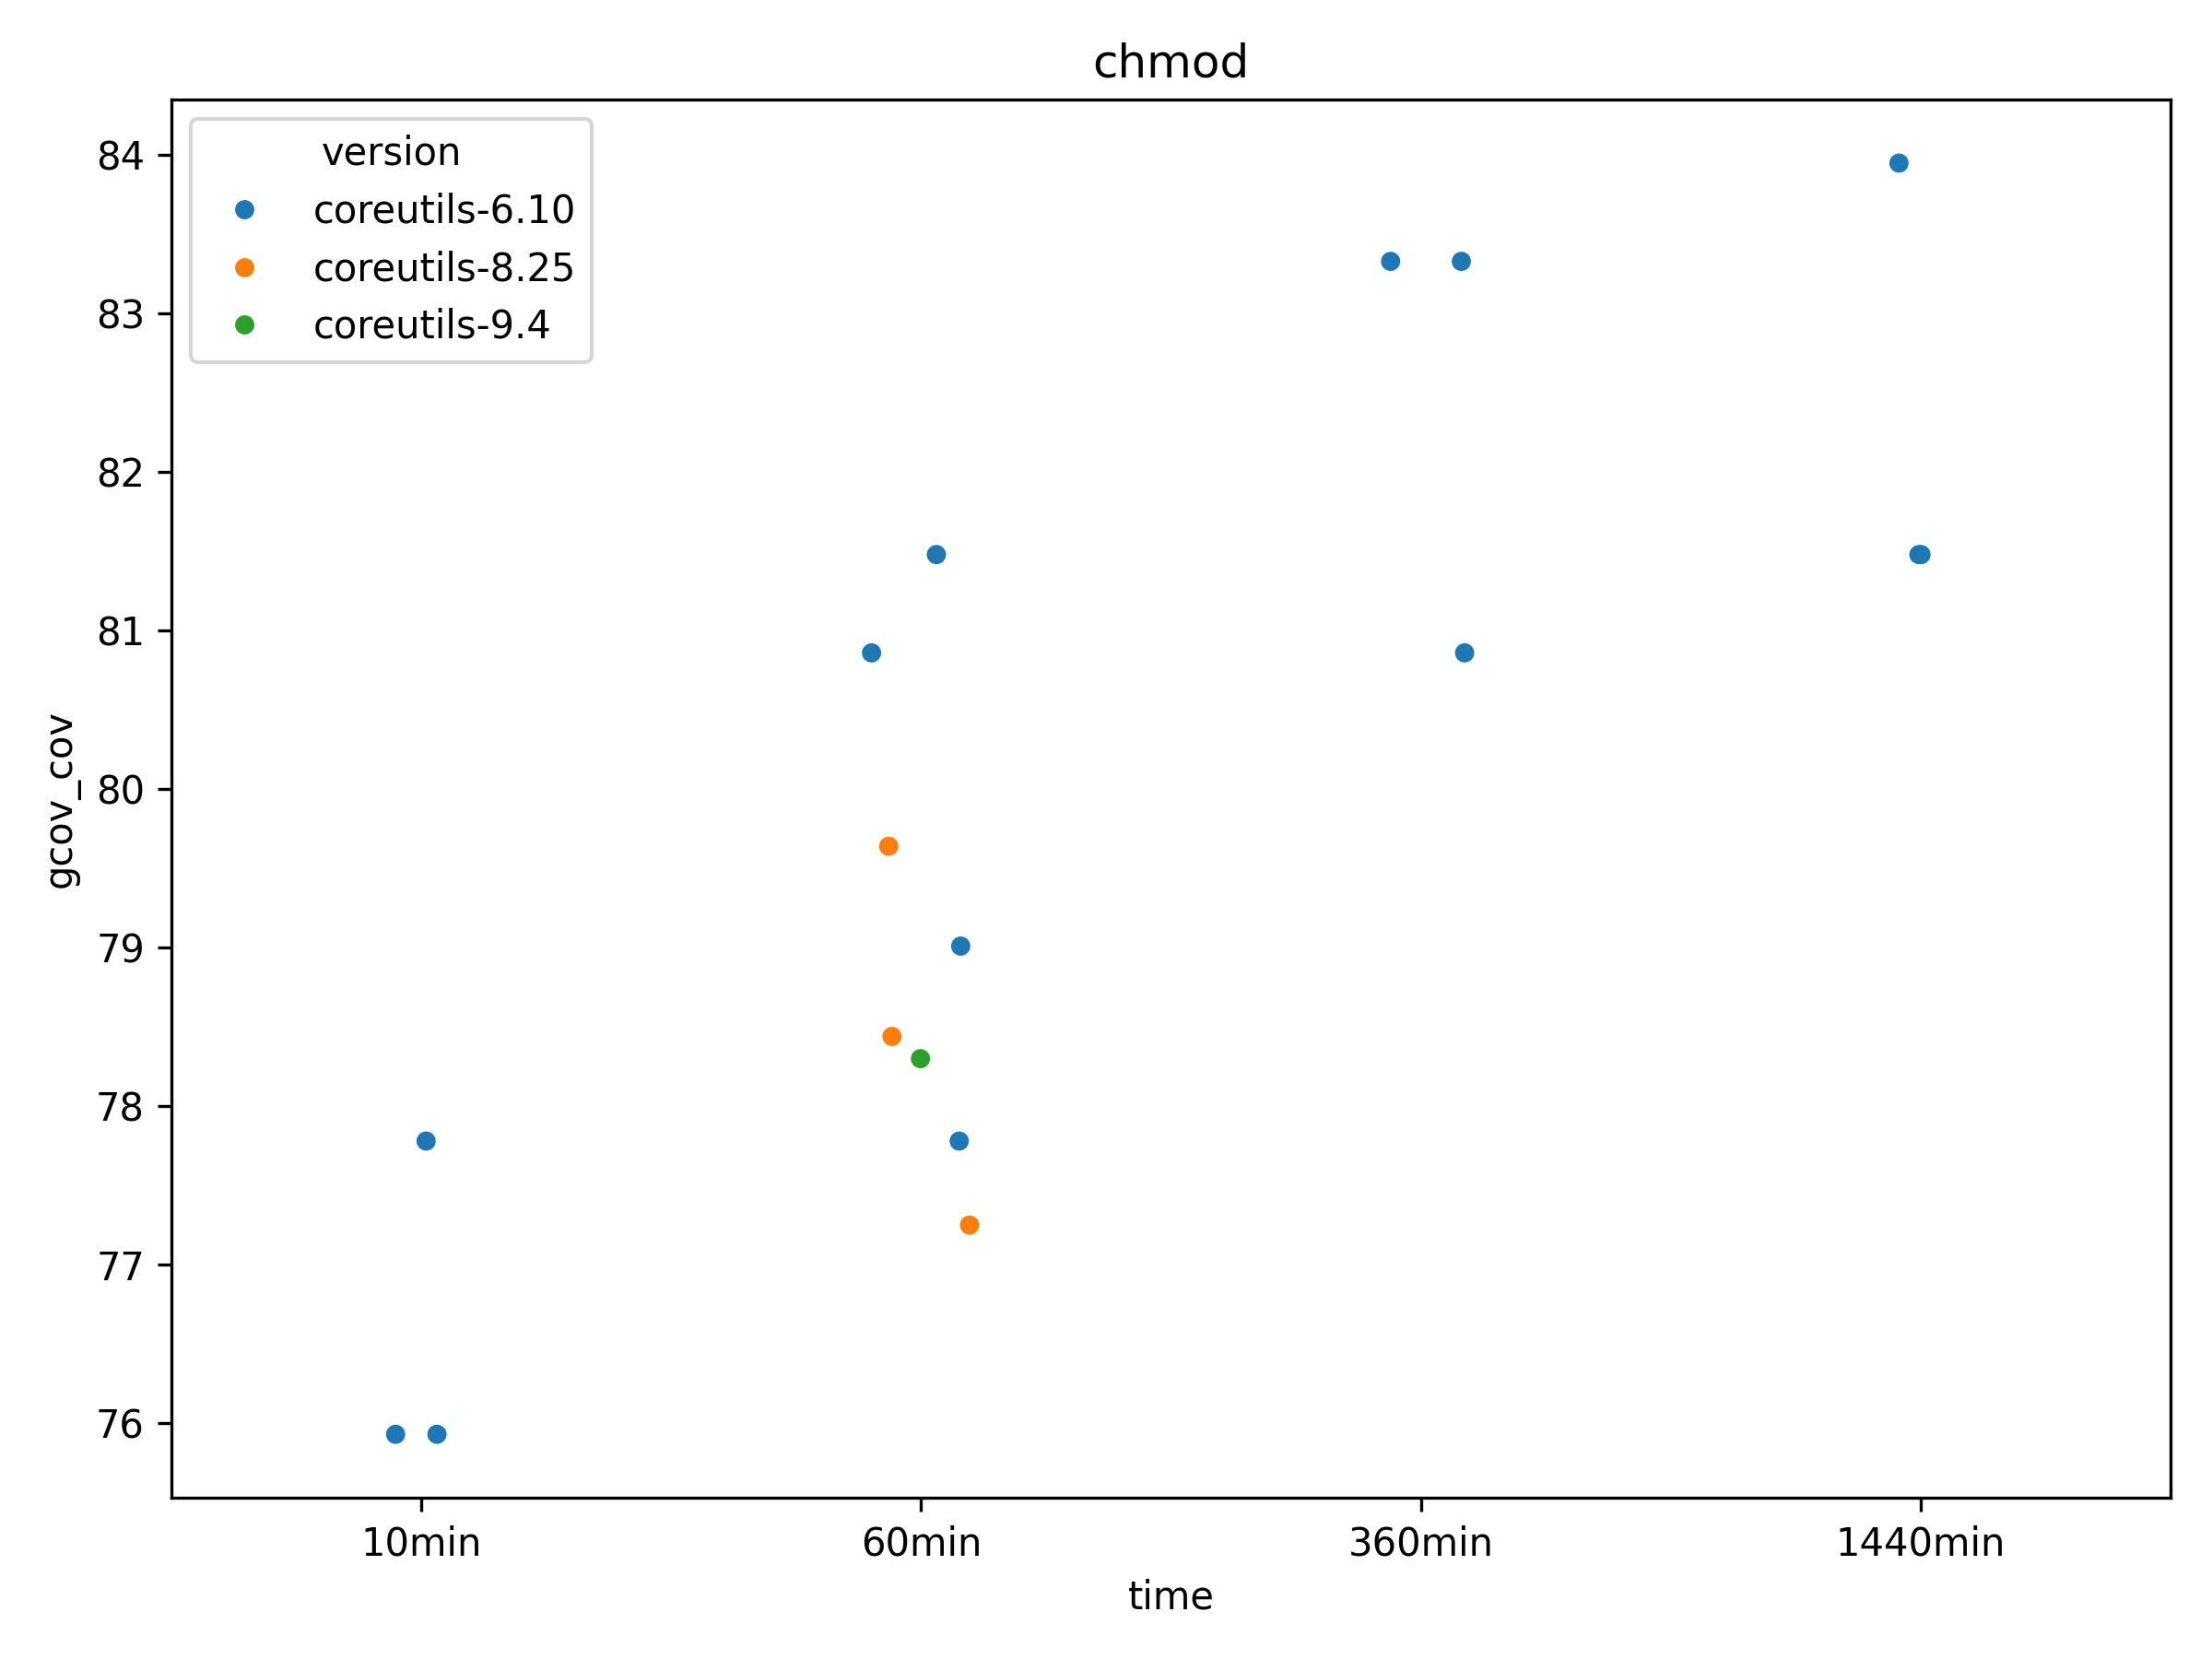 chmod
version
coreutils-6.10
coreutils-8.25
coreutils-9.4
84
83
82
81
80
79
78
77
76
gcov_cov
10min
60min
360min
1440min
time